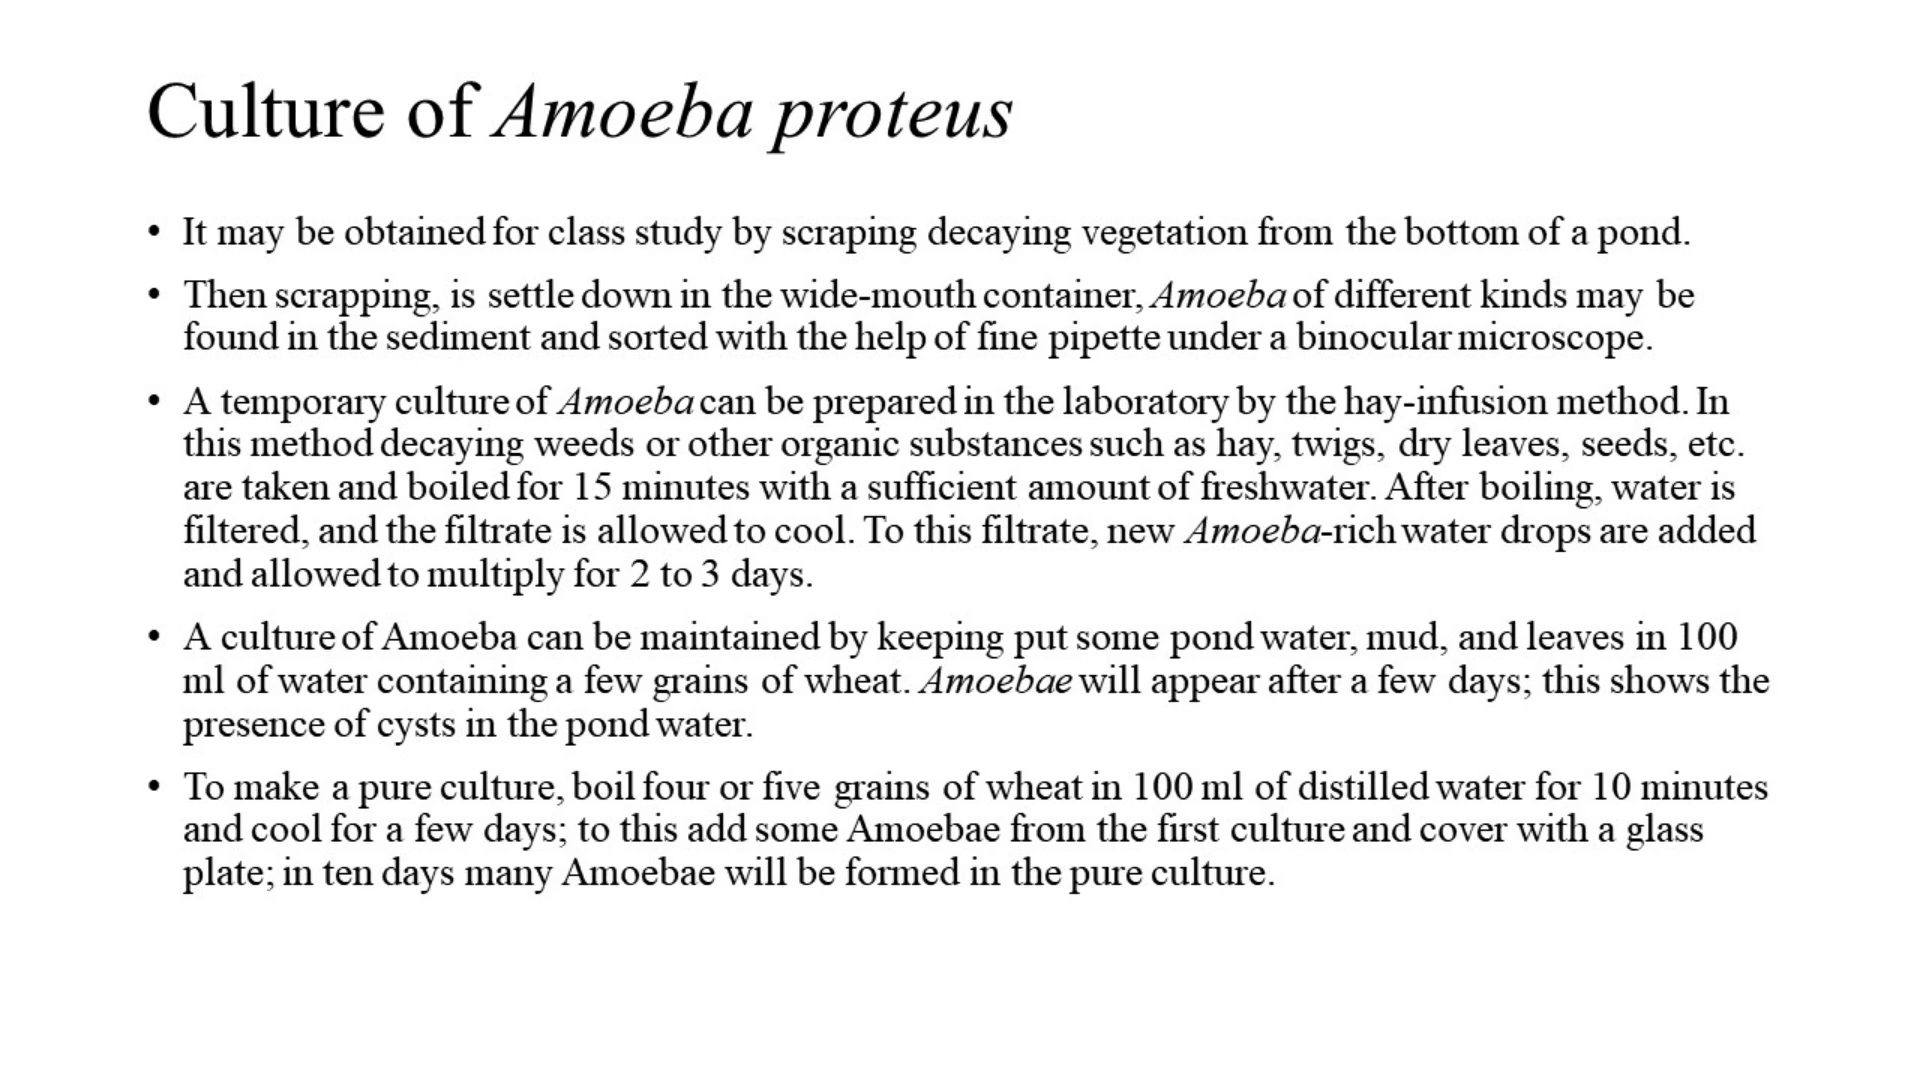 Culture of Amoeba proteus
• It may be obtained for class study by scraping decaying vegetation from the bottom of a pond.
• Then scrapping, is settle down in the wide-mouth container, Amoeba of different kinds may be
found in the sediment and sorted with the help of fine pipette under a binocular microscope.
• A temporary culture of Amoeba can be prepared in the laboratory by the hay-infusion method. In
this method decaying weeds or other organic substances such as hay, twigs, dry leaves, seeds, etc.
are taken and boiled for 15 minutes with a sufficient amount of freshwater. After boiling, water is
filtered, and the filtrate is allowed to cool. To this filtrate, new Amoeba-rich water drops are added
and allowed to multiply for 2 to 3 days.
• A culture of Amoeba can be maintained by keeping put some pond water, mud, and leaves in 100
ml of water containing a few grains of wheat. Amoebae will appear after a few days; this shows the
presence of cysts in the pond water.
• To make a pure culture, boil four or five grains of wheat in 100 ml of distilled water for 10 minutes
and cool for a few days; to this add some Amoebae from the first culture and cover with a glass
plate; in ten days many Amoebae will be formed in the pure culture.